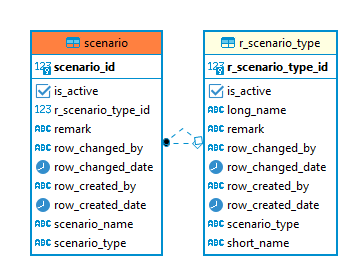 scenario
123 scenario_id
is_active
123 r_scenario_type_id
ABC remark
ABC row_changed_by
row_changed_date
ABC row_created_by
row_created_date
ABC scenario_name
ABC scenario_type
r_scenario_type
123 r_scenario_type_id
is_active
ABC long_name
ABC remark
ABC row_changed_by
row_changed_date
ABC row_created_by
row_created_date
ABC scenario_type
ABC short_name